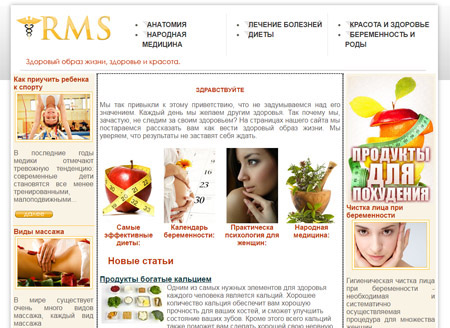 RMS
АНАТОМИЯ
НАРОДНАЯ
МЕДИЦИНА
ЛЕЧЕНИЕ БОЛЕЗНЕЙ
ДИЕТЫ
КРАСОТА И ЗДОРОВЬЕ
БЕРЕМЕННОСТЬ И
РОДЫ
Здоровый образ жизни, здоровье и красота.
Как приучить ребенка
к спорту
В последние годы
медики отмечают
тревожную тенденцию:
современные дети
становятся все менее
тренированными,
малоподвижными...
Виды массажа
В мире существует
очень много видов
массажа, каждый вид
массажа
ЗДРАВСТВУЙТЕ
Мы так привыкли к этому приветствию, что не задумываемся над его
значением. Каждый день мы желаем другим здоровья. Так почему мы,
зачастую, не следим за своим здоровьем? На страницах нашего сайта мы
постараемся рассказать вам как вести здоровый образ жизни. Мы
уверяем, что результаты не заставят себя ждать.
Самые
эффективные
диеты:
Календарь
беременности:
Практическа
психология для
женщин:
Народная
медицина:
Новые статьи
Продукты богатые кальцием
Одним из самых нужных элементов для здоровья
каждого человека является кальций. Хорошее
количество кальция обеспечит вам хорошую
прочность для ваших костей, и сможет улучшить
состояние ваших зубов. Кроме этого всего кальций
также поможет вам сделать хорошей свою нервную
ПРОДУКТЫ
ДЛЯ
ПОХУДЕНИЯ
Чистка лица при
беременности
Гигиеническая чистка лица
при беременности -
необходимая и
систематично
осуществляемая
процедура для множества